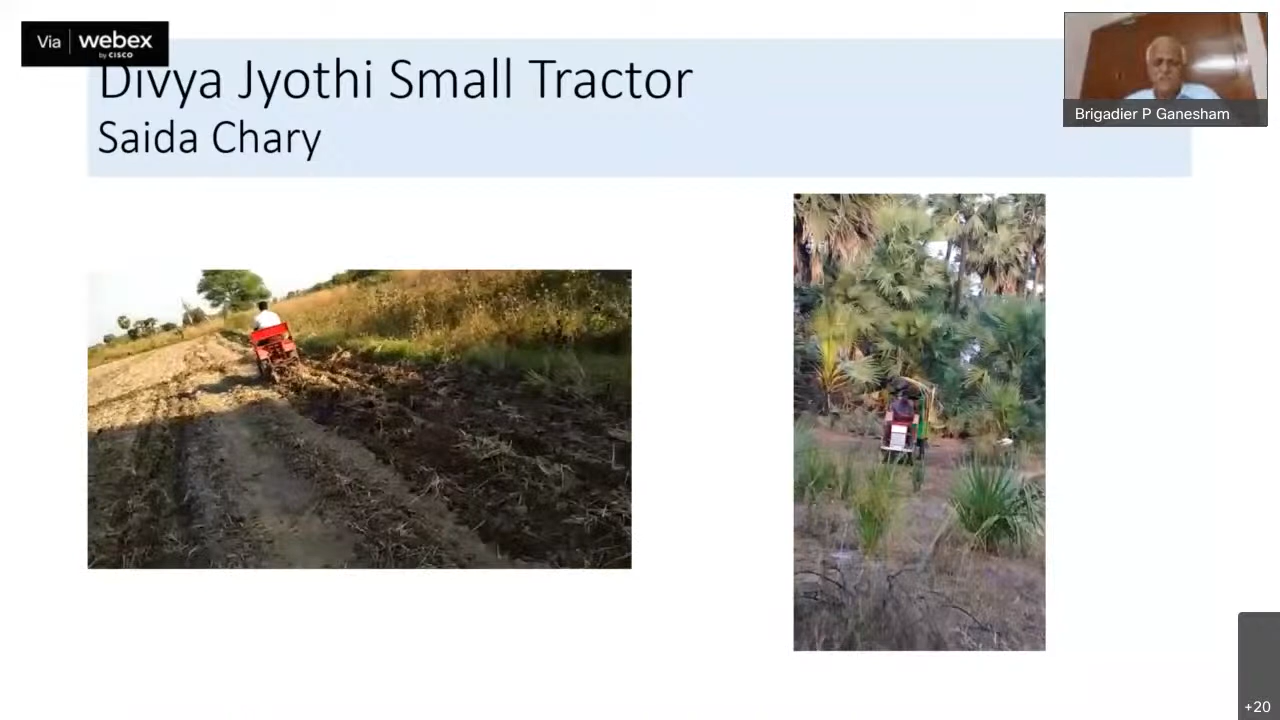 Via webex
by CISCO
Divya Jyothi Small Tractor
Saida Chary
Brigadier P Ganesham
+20